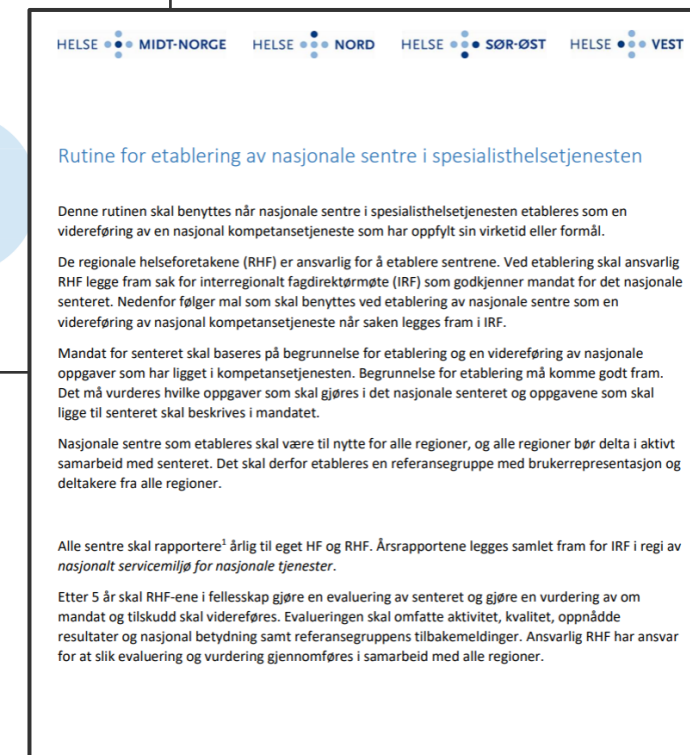 HELSE MIDT-NORGE HELSE NORD HELSE SØR-ØST HELSE VEST
Rutine for etablering av nasjonale sentre i spesialisthelsetjenesten
Denne rutinen skal benyttes når nasjonale sentre i spesialisthelsetjenesten etableres som en
videreføring av en nasjonal kompetansetjeneste som har oppfylt sin virketid eller formål.
De regionale helseforetakene (RHF) er ansvarlig for å etablere sentrene. Ved etablering skal ansvarlig
RHF legge fram sak for interregionalt fagdirektørmøte (IRF) som godkjenner mandat for det nasjonale
senteret. Nedenfor følger mal som skal benyttes ved etablering av nasjonale sentre som en
videreføring av nasjonal kompetansetjeneste når saken legges fram i IRF.
Mandat for senteret skal baseres på begrunnelse for etablering og en videreføring av nasjonale
oppgaver som har ligget i kompetansetjenesten. Begrunnelse for etablering må komme godt fram.
Det må vurderes hvilke oppgaver som skal gjøres i det nasjonale senteret og oppgavene som skal
ligge til senteret skal beskrives i mandatet.
Nasjonale sentre som etableres skal være til nytte for alle regioner, og alle regioner bør delta i aktivt
samarbeid med senteret. Det skal derfor etableres en referansegruppe med brukerrepresentasjon og
deltakere fra alle regioner.
Alle sentre skal rapportere¹ årlig til eget HF og RHF. Årsrapportene legges samlet fram for IRF i regi av
nasjonalt servicemiljø for nasjonale tjenester.
Etter 5 år skal RHF-ene i fellesskap gjøre en evaluering av senteret og gjøre en vurdering av om
mandat og tilskudd skal videreføres. Evalueringen skal omfatte aktivitet, kvalitet, oppnådde
resultater og nasjonal betydning samt referansegruppens tilbakemeldinger. Ansvarlig RHF har ansvar
for at slik evaluering og vurdering gjennomføres i samarbeid med alle regioner.